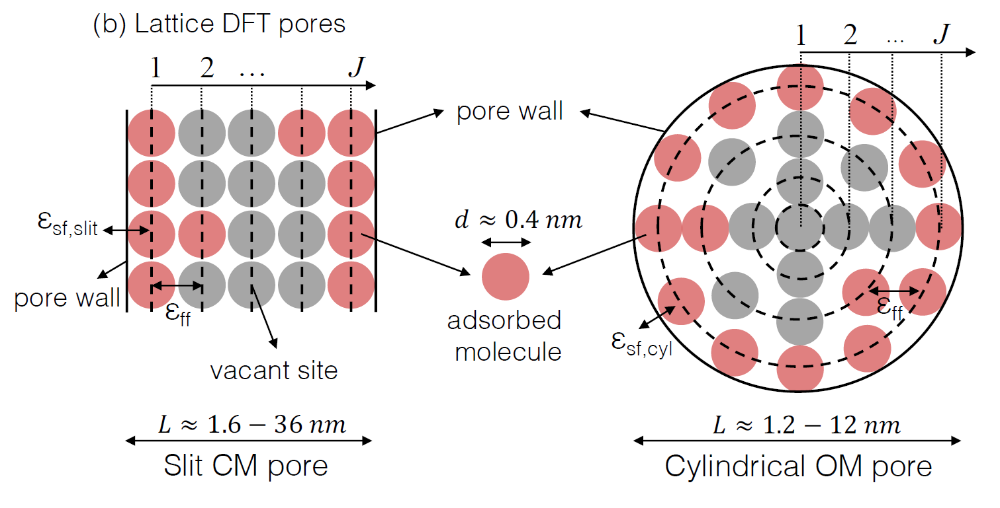 (b) Lattice DFT pores
1 2 … J
1 2 ... J
pore wall
εsf,slit
d ≈ 0.4 nm
pore wall
εff
εff
adsorbed
molecule
εsf,cyl
vacant site
L ≈ 1.6 − 36 nm
L ≈ 1.2 − 12 nm
Slit CM pore
Cylindrical OM pore